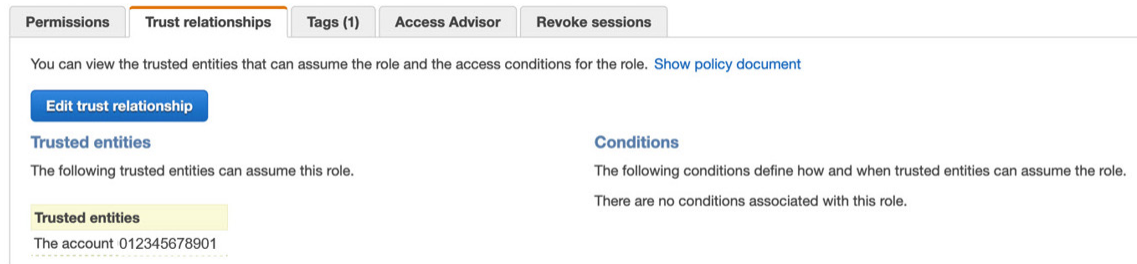 Permissions
Trust relationships
Tags (1)
Access Advisor
Revoke sessions
You can view the trusted entities that can assume the role and the access conditions for the role. Show policy document
Edit trust relationship
Trusted entities
The following trusted entities can assume this role.
Trusted entities
The account 012345678901
Conditions
The following conditions define how and when trusted entities can assume the role.
There are no conditions associated with this role.